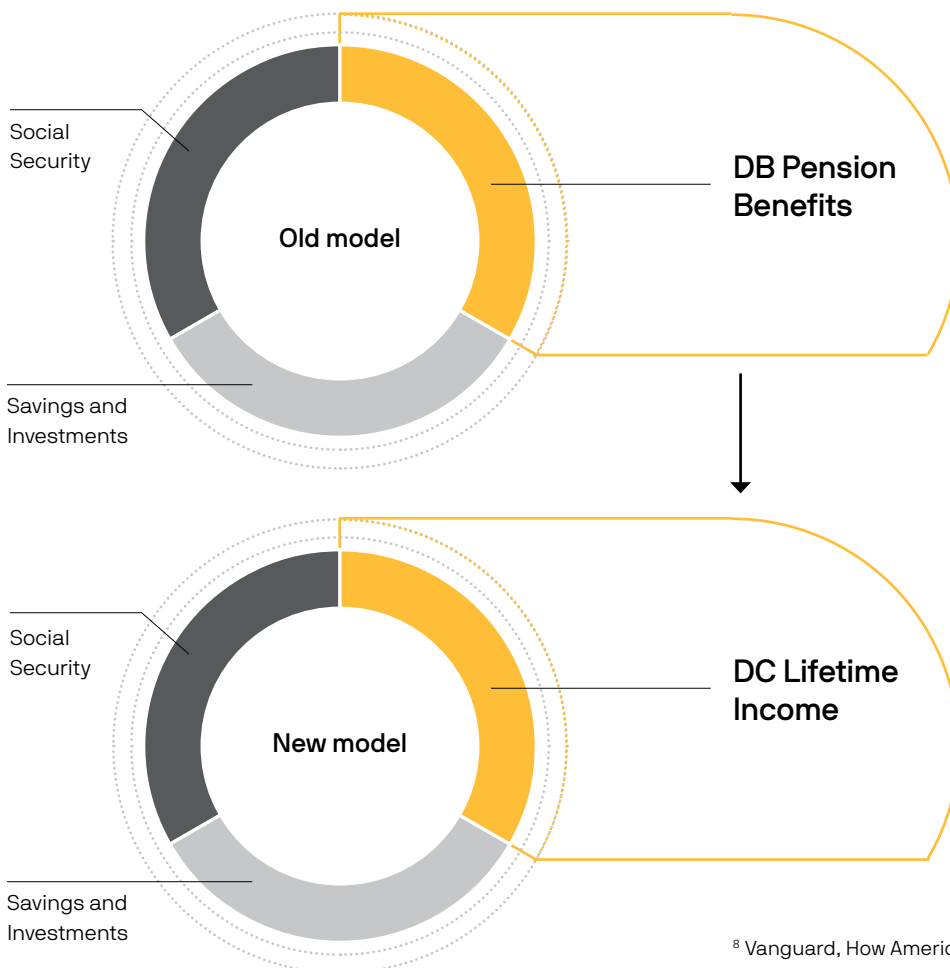 Social
Security
Old model
DB Pension
Benefits
Savings and
Investments
Social
Security
New model
DC Lifetime
Income
Savings and
Investments
⁸ Vanguard, How